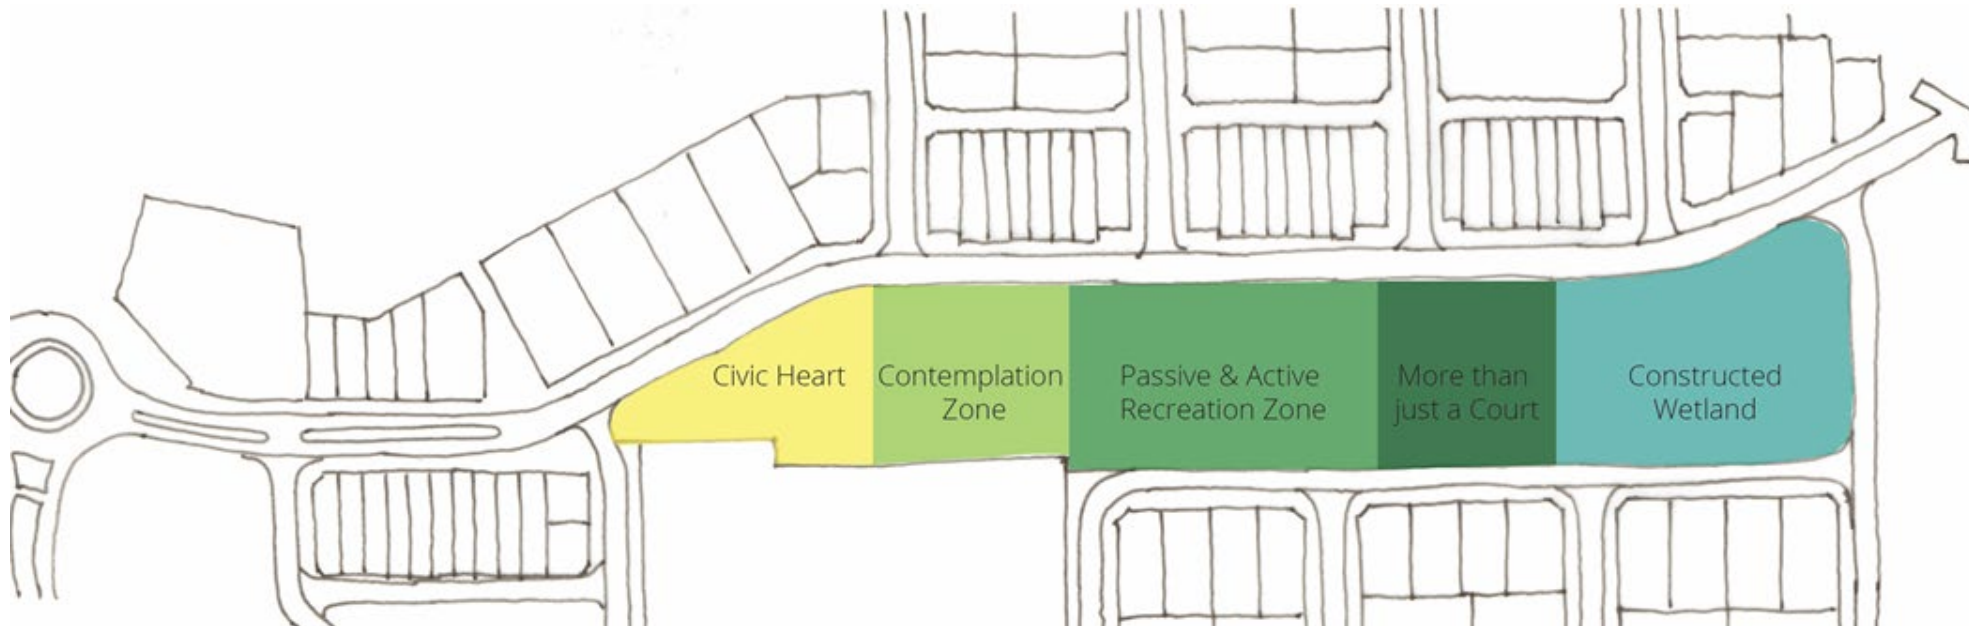 Civic Heart
Contemplation
Zone
Passive & Active
Recreation Zone
More than
just a Court
Constructed
Wetland